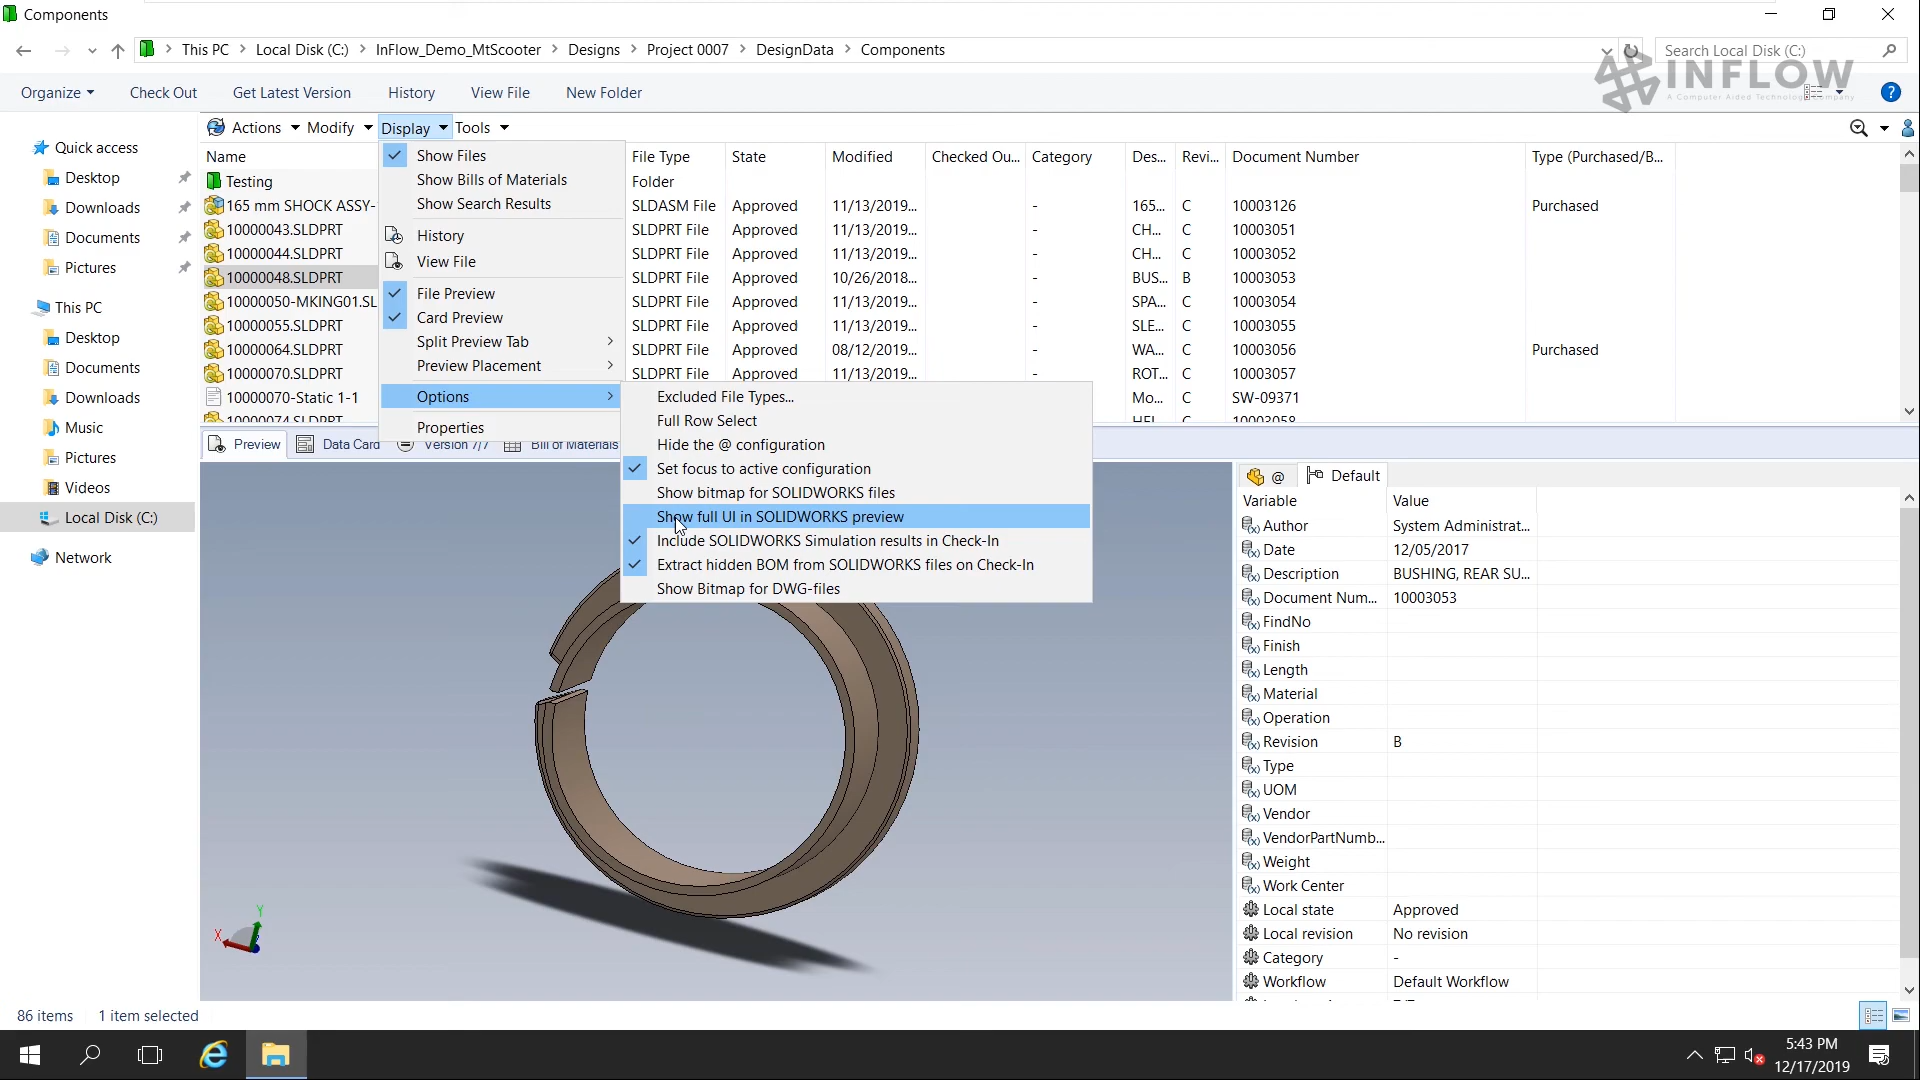 Components
This PC > Local Disk (C:) > InFlow_Demo_MtScooter > Designs > Project 0007 > DesignData > Components
Search Local Disk (C:)
INFLOW
A Computer Aided Technology Company
Organize Check Out Get Latest Version History View File New Folder
Actions Modify Display Tools
Name File Type State Modified Checked Ou... Category Des... Revi... Document Number Type (Purchased/B...
Testing Folder
165 mm SHOCK ASSY- SLDASM File Approved 11/13/2019... - 165... C 10003126 Purchased
10000043.SLDPRT SLDPRT File Approved 11/13/2019... - CH... C 10003051
10000044.SLDPRT SLDPRT File Approved 11/13/2019... - CH... C 10003052
10000048.SLDPRT SLDPRT File Approved 10/26/2018... - BUS... B 10003053
10000050-MKING01.SL SLDPRT File Approved 11/13/2019... - SPA... C 10003054
10000055.SLDPRT SLDPRT File Approved 11/13/2019... - SLE... C 10003055
10000064.SLDPRT SLDPRT File Approved 08/12/2019... - WA... C 10003056 Purchased
10000070.SLDPRT SLDPRT File Approved 11/13/2019... - ROT... C 10003057
10000070-Static 1-1 Mo... C SW-09371
10000074.SLDPRT HEL... C 10003058
Quick access
Desktop
Downloads
Documents
Pictures
This PC
Desktop
Documents
Downloads
Music
Pictures
Videos
Local Disk (C:)
Network
Show Files
Show Bills of Materials
Show Search Results
History
View File
File Preview
Card Preview
Split Preview Tab
Preview Placement
Options
Properties
Excluded File Types...
Full Row Select
Hide the @ configuration
Set focus to active configuration
Show bitmap for SOLIDWORKS files
Show full UI in SOLIDWORKS preview
Include SOLIDWORKS Simulation results in Check-In
Extract hidden BOM from SOLIDWORKS files on Check-In
Show Bitmap for DWG-files
Preview Data Card Version 7/7 Bill of Materials
@ Default
Variable Value
Author System Administrat...
Date 12/05/2017
Description BUSHING, REAR SU...
Document Num... 10003053
FindNo
Finish
Length
Material
Operation
Revision B
Type
UOM
Vendor
VendorPartNumb...
Weight
Work Center
Local state Approved
Local revision No revision
Category -
Workflow Default Workflow
Y
X
86 items 1 item selected
5:43 PM
12/17/2019